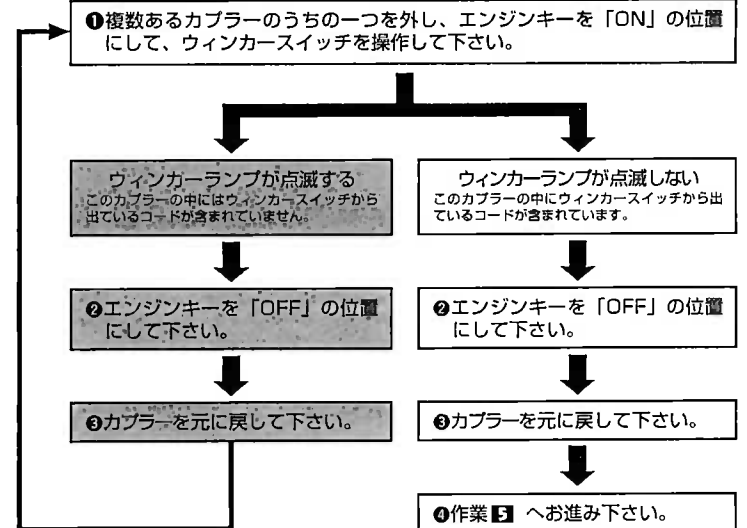 ❶複数あるカプラーのうちの一つを外し、エンジンキーを「ON」の位置
にして、ウィンカースイッチを操作して下さい。
ウィンカーランプが点滅する
このカプラーの中にはウィンカースイッチから
出ているコードが含まれていません。
❷エンジンキーを「OFF」の位置
にして下さい。
❸カプラーを元に戻して下さい。
ウィンカーランプが点滅しない
このカプラーの中にウィンカースイッチから出
ているコードが含まれています。
❷エンジンキーを「OFF」の位置
にして下さい。
❸カプラーを元に戻して下さい。
❹作業5 へお進み下さい。